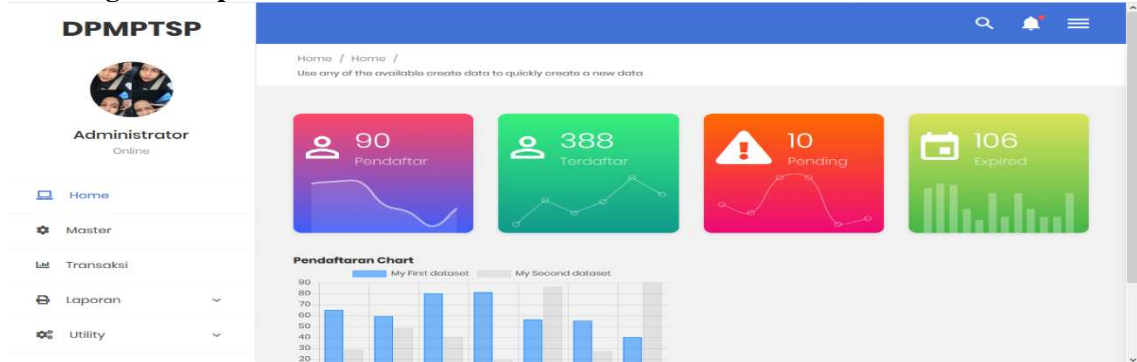 DPMPTSP
Administrator
Online
Home
Master
Transaksi
Laporan
Utility
Home / Home /
Use any of the available create data to quickly create a new data
90
Pendaftar
388
Terdaftar
10
Pending
106
Expired
Pendaftaran Chart
My First dataset My Second dataset
90
80
70
60
50
40
30
20